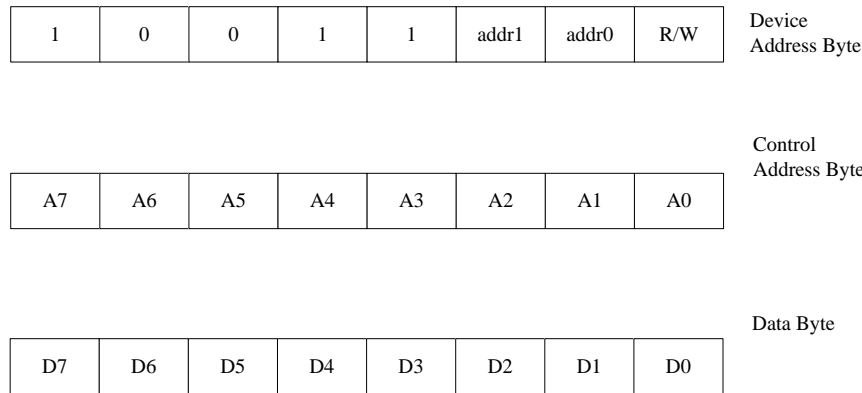 Device
Address Byte
1 0 0 1 1 addr1 addr0 R/W
Control
Address Byte
A7 A6 A5 A4 A3 A2 A1 A0
Data Byte
D7 D6 D5 D4 D3 D2 D1 D0